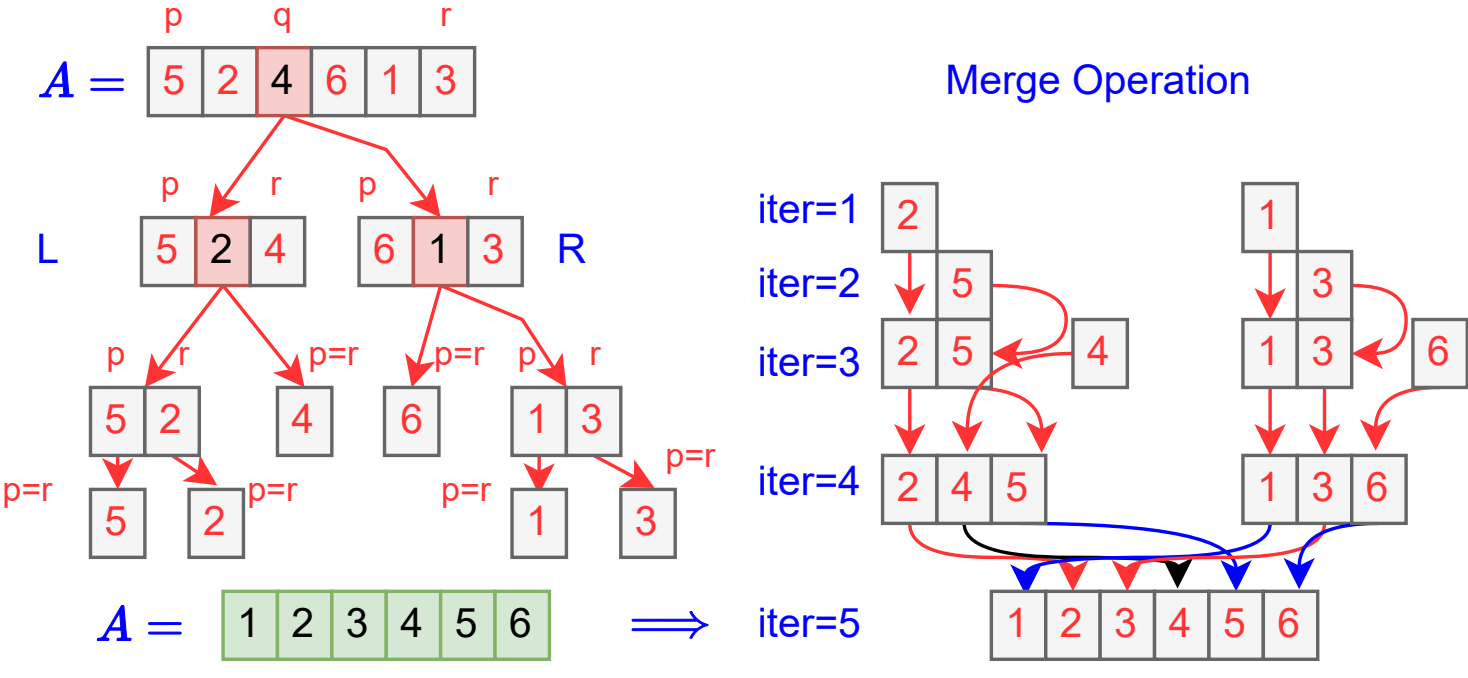 p q r
A = 5 2 4 6 1 3
Merge Operation
p r p r
L 5 2 4 6 1 3 R
p r p=r p=r p r
5 2 4 6 1 3
p=r p=r p=r p=r
5 2 1 3
A = 1 2 3 4 5 6 ⟹
iter=1 2 1
iter=2 5 3
iter=3 2 5 4 1 3 6
iter=4 2 4 5 1 3 6
iter=5 1 2 3 4 5 6